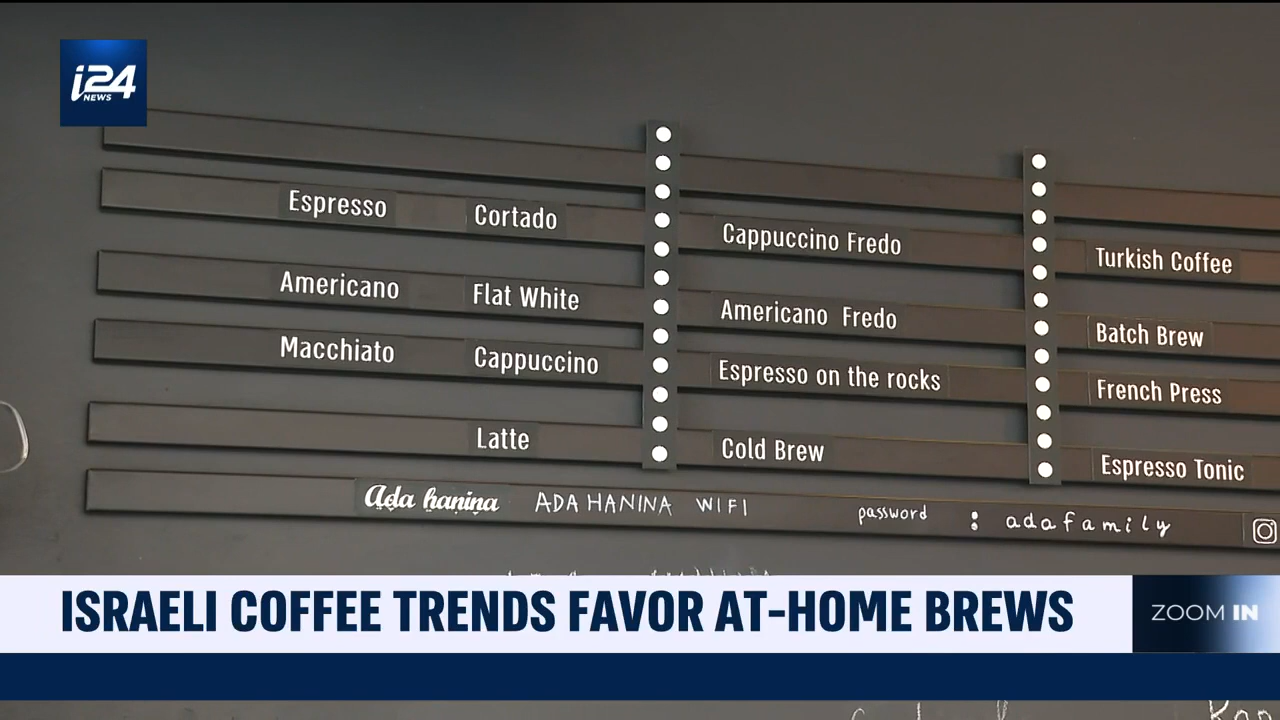 i24
NEWS
Espresso Cortado Cappuccino Fredo Turkish Coffee
Americano Flat White Americano Fredo Batch Brew
Macchiato Cappuccino Espresso on the rocks French Press
Latte Cold Brew Espresso Tonic
Ada hanina ADA HANINA WIFI password : adafamily
ISRAELI COFFEE TRENDS FAVOR AT-HOME BREWS
ZOOM IN